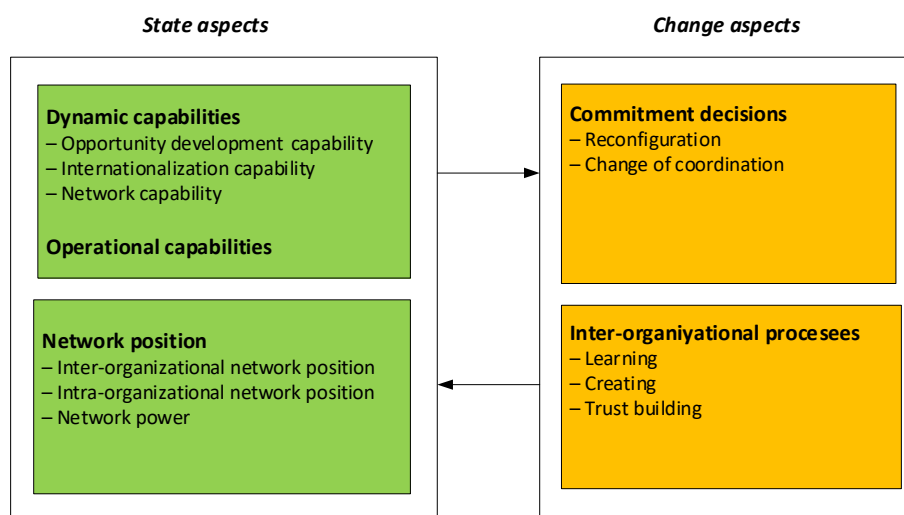 State aspects
Change aspects
Dynamic capabilities
– Opportunity development capability
– Internationalization capability
– Network capability
Operational capabilities
Network position
– Inter-organizational network position
– Intra-organizational network position
– Network power
Commitment decisions
– Reconfiguration
– Change of coordination
Inter-organiyational procesees
– Learning
– Creating
– Trust building